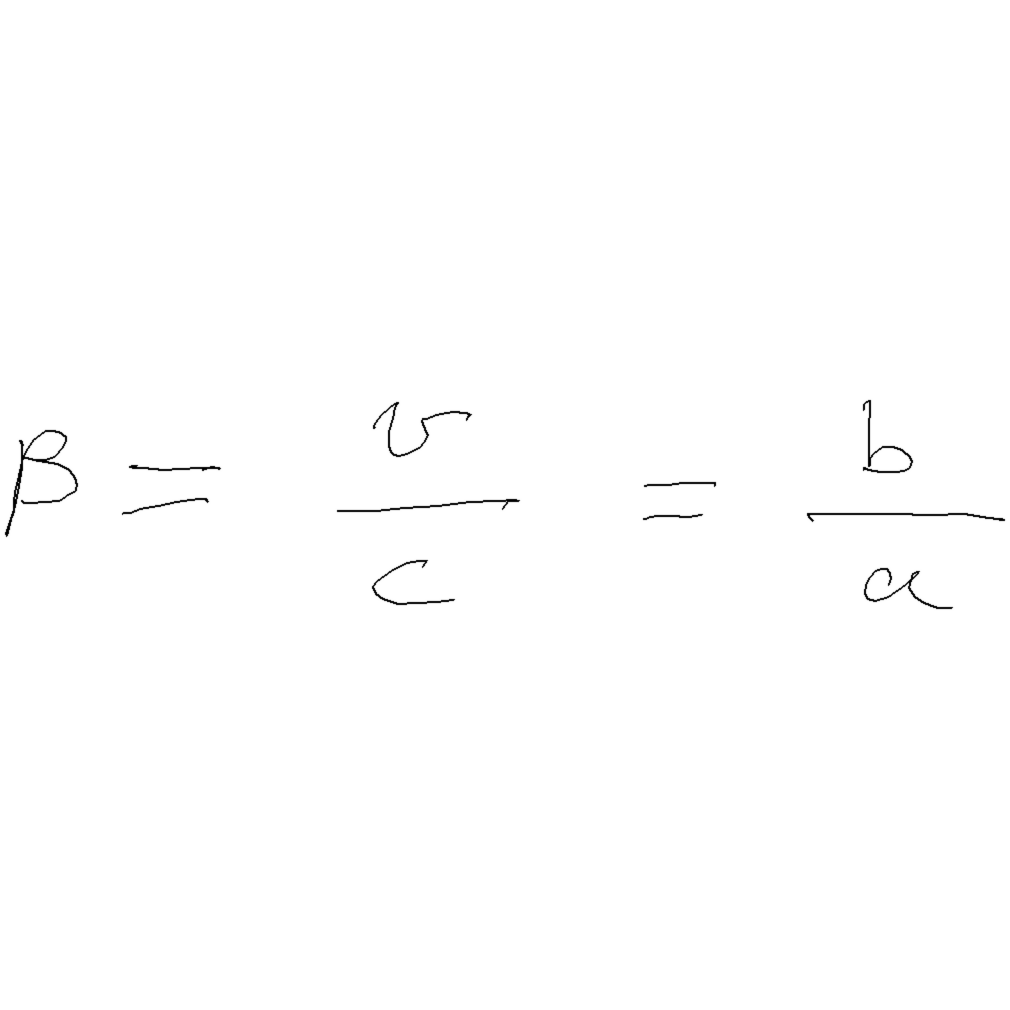 β = v/c = b/a